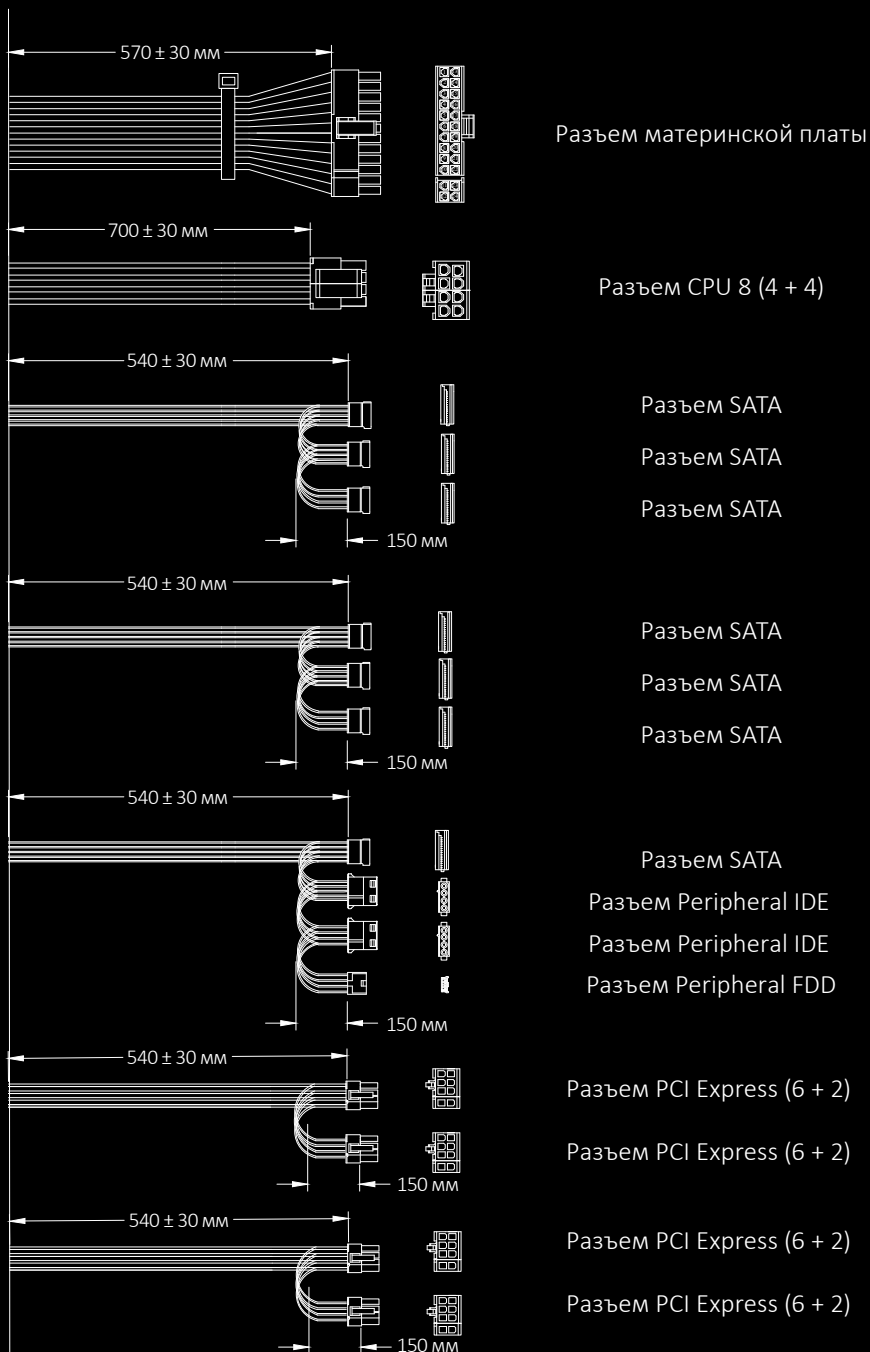 570 ± 30 мм
Разъем материнской платы
700 ± 30 мм
Разъем CPU 8 (4 + 4)
540 ± 30 мм
Разъем SATA
Разъем SATA
Разъем SATA
150 мм
540 ± 30 мм
Разъем SATA
Разъем SATA
Разъем SATA
150 мм
540 ± 30 мм
Разъем SATA
Разъем Peripheral IDE
Разъем Peripheral IDE
Разъем Peripheral FDD
150 мм
540 ± 30 мм
Разъем PCI Express (6 + 2)
Разъем PCI Express (6 + 2)
150 мм
540 ± 30 мм
Разъем PCI Express (6 + 2)
Разъем PCI Express (6 + 2)
150 мм